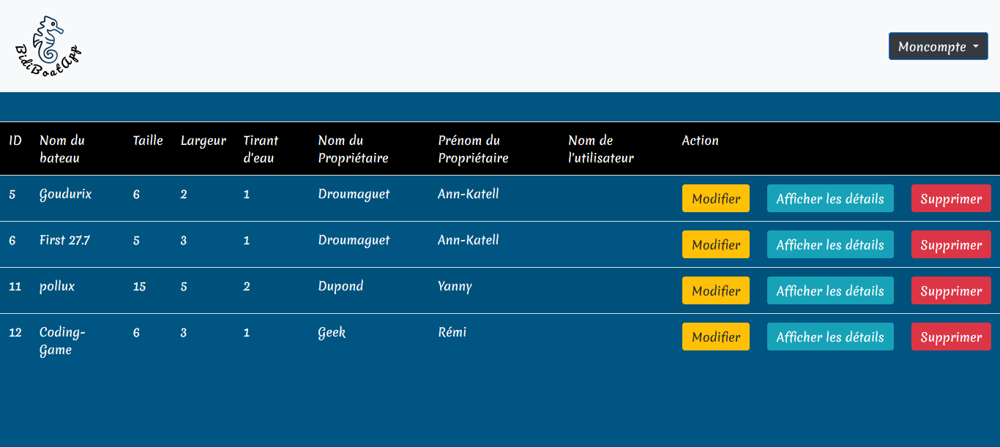 BidiBoatApp
Moncompte
ID Nom du bateau Taille Largeur Tirant d'eau Nom du Propriétaire Prénom du Propriétaire Nom de l'utilisateur Action
5 Goudurix 6 2 1 Droumaguet Ann-Katell Modifier Afficher les détails Supprimer
6 First 27.7 5 3 1 Droumaguet Ann-Katell Modifier Afficher les détails Supprimer
11 pollux 15 5 2 Dupond Yanny Modifier Afficher les détails Supprimer
12 Coding-Game 6 3 1 Geek Rémi Modifier Afficher les détails Supprimer